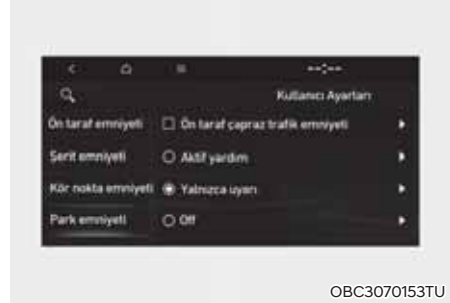 --:--
Kullanıcı Ayarları
Ön taraf emniyeti
Ön taraf çapraz trafik emniyeti
Şerit emniyeti
Aktif yardım
Kör nokta emniyeti
Yalnızca uyarı
Park emniyeti
Off
OBC3070153TU